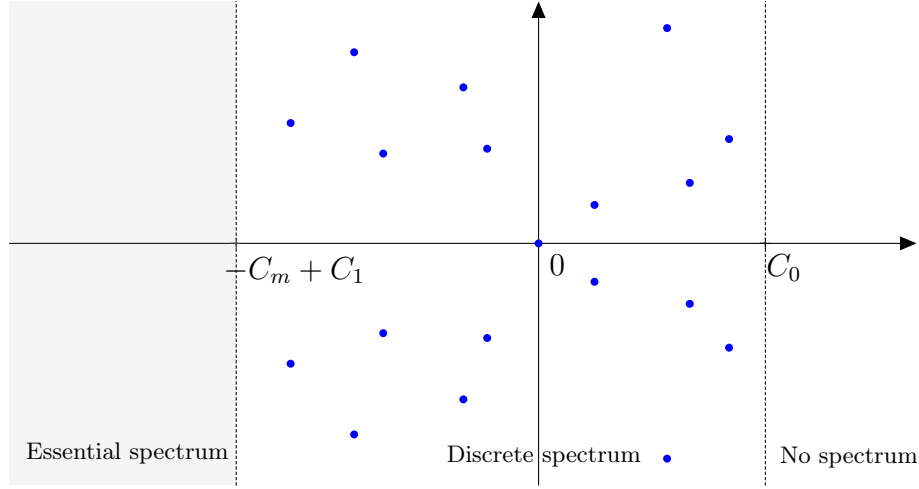 $-C_m + C_1$
0
$C_0$
Essential spectrum
Discrete spectrum
No spectrum